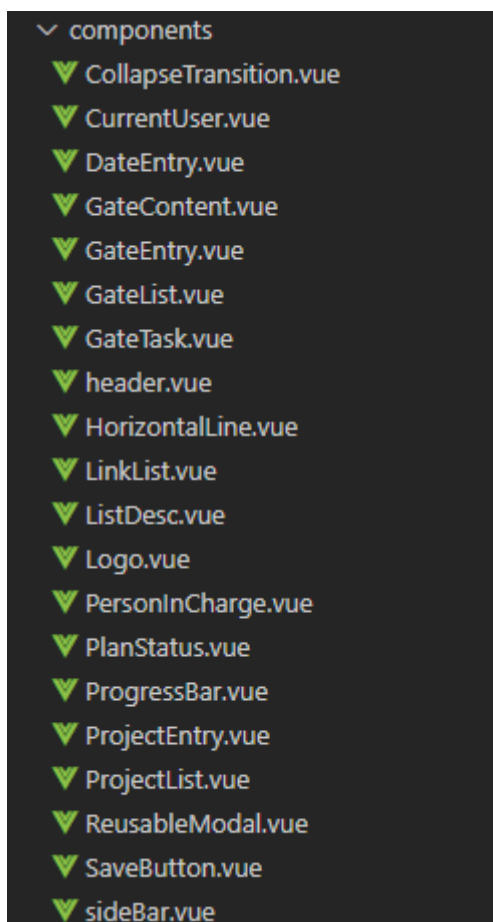 components
CollapseTransition.vue
CurrentUser.vue
DateEntry.vue
GateContent.vue
GateEntry.vue
GateList.vue
GateTask.vue
header.vue
HorizontalLine.vue
LinkList.vue
ListDesc.vue
Logo.vue
PersonInCharge.vue
PlanStatus.vue
ProgressBar.vue
ProjectEntry.vue
ProjectList.vue
ReusableModal.vue
SaveButton.vue
sideBar.vue